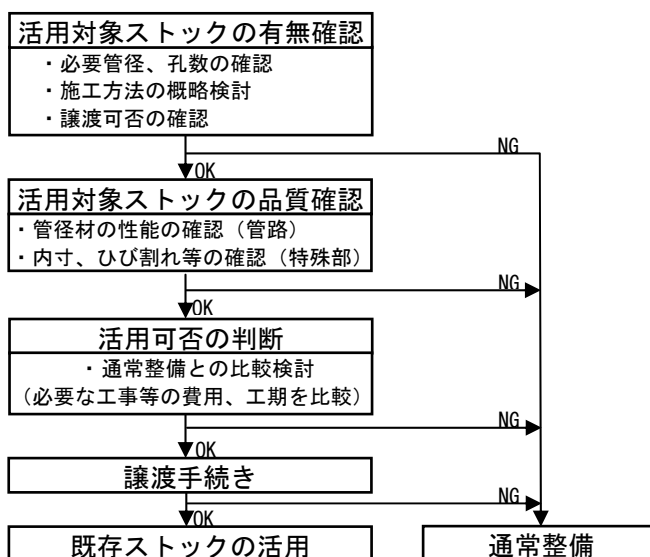 活用対象ストックの有無確認
・必要管径、孔数の確認
・施工方法の概略検討
・譲渡可否の確認
NG
OK
活用対象ストックの品質確認
・管径材の性能の確認（管路）
・内寸、ひび割れ等の確認（特殊部）
NG
OK
活用可否の判断
・通常整備との比較検討
（必要な工事等の費用、工期を比較）
NG
OK
譲渡手続き
NG
OK
既存ストックの活用
通常整備